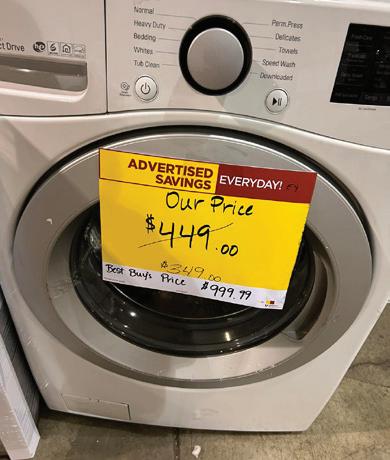 Normal
Heavy Duty
Bedding
Whites
Tub Clean
Perm.Press
Delicates
Towels
Speed Wash
Downloaded
ct Drive
ADVERTISED
SAVINGS
EVERYDAY!
Our Price
$449.00
$349.00
Best Buy's Price $999.99